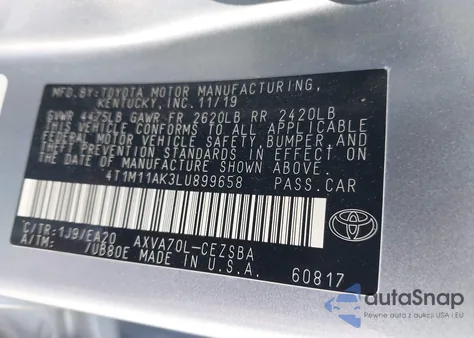 MFG.BY:TOYOTA MOTOR MANUFACTURING,
KENTUCKY, INC. 11/19
GVWR 4475LB GAWR FR 2620LB RR 2420LB
THIS VEHICLE CONFORMS TO ALL APPLICABLE
FEDERAL MOTOR VEHICLE SAFETY, BUMPER, AND
THEFT PREVENTION STANDARDS IN EFFECT ON THE
DATE OF MANUFACTURE SHOWN ABOVE.
4T1M11AK3LU899658 PASS.CAR
C/TR:1J9/EA20 AXVA70L-CEZSBA
A/TM: /UB80E MADE IN U.S.A.
60817
TOYOTA
autoSnap
Pewne auta z aukcji USA i EU